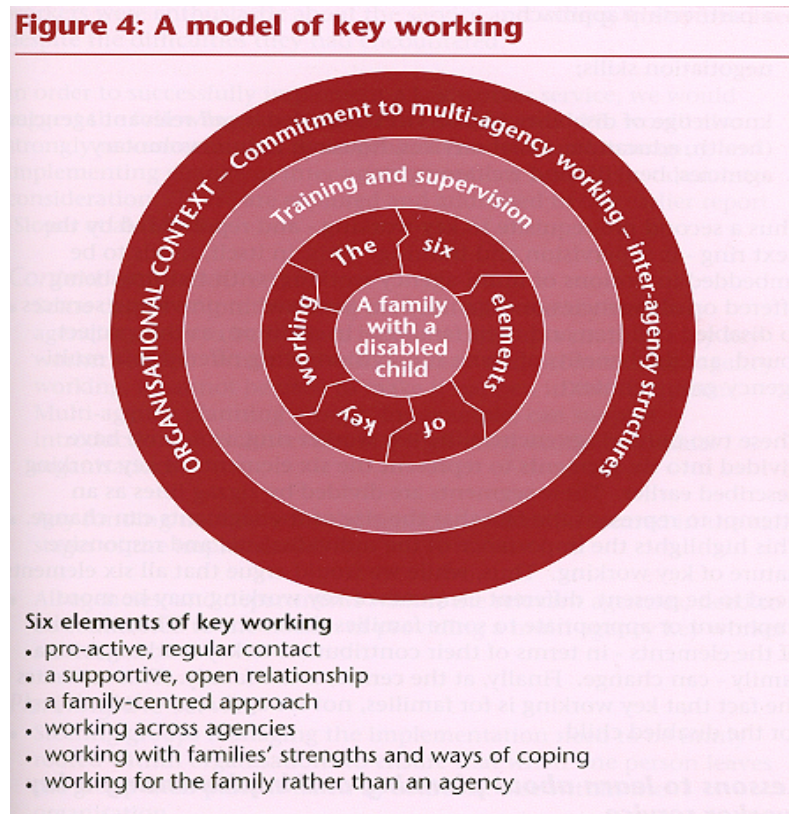 Figure 4: A model of key working
ORGANISATIONAL CONTEXT – Commitment to multi-agency working – inter-agency structures
Training and supervision
The six elements of key working
A family
with a
disabled
child
Six elements of key working
• pro-active, regular contact
• a supportive, open relationship
• a family-centred approach
• working across agencies
• working with families' strengths and ways of coping
• working for the family rather than an agency